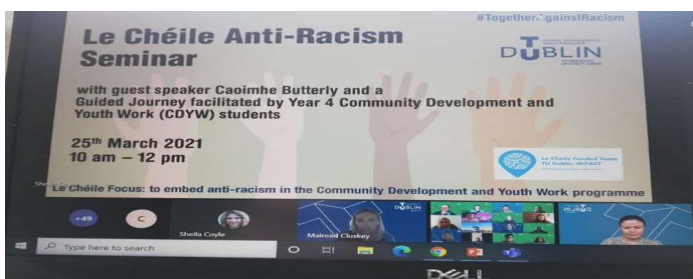 #TogetherAgainstRacism
Le Chéile Anti-Racism
Seminar
DUBLIN
with guest speaker Caoimhe Butterly and a
Guided Journey facilitated by Year 4 Community Development and
Youth Work (CDYW) students
25th March 2021
10 am – 12 pm
Le Chéile Funded Team
TU Dublin IMPACT
Le Chéile Focus: to embed anti-racism in the Community Development and Youth Work programme
+49
C
Sheila Coyle
Mairead Cluskey
DUBLIN
Type here to search
DELL